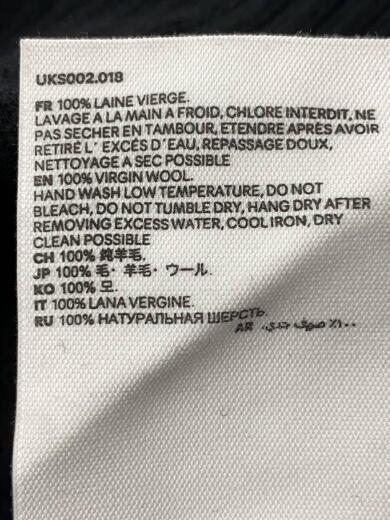 UKS002.018
FR 100% LAINE VIERGE.
LAVAGE A LA MAIN A FROID, CHLORE INTERDIT, NE
PAS SECHER EN TAMBOUR, ETENDRE APRÈS AVOIR
RETIRÉ L' EXCÉS D'EAU, REPASSAGE DOUX,
NETTOYAGE A SEC POSSIBLE
EN 100% VIRGIN WOOL.
HAND WASH LOW TEMPERATURE, DO NOT
BLEACH, DO NOT TUMBLE DRY, HANG DRY AFTER
REMOVING EXCESS WATER, COOL IRON, DRY
CLEAN POSSIBLE
CH 100% 纯羊毛.
JP 100% 毛・羊毛・ウール.
KO 100% 모.
IT 100% LANA VERGINE.
RU 100% НАТУРАЛЬНАЯ ШЕРСТЬ.
AR ١٠٠٪ صوف